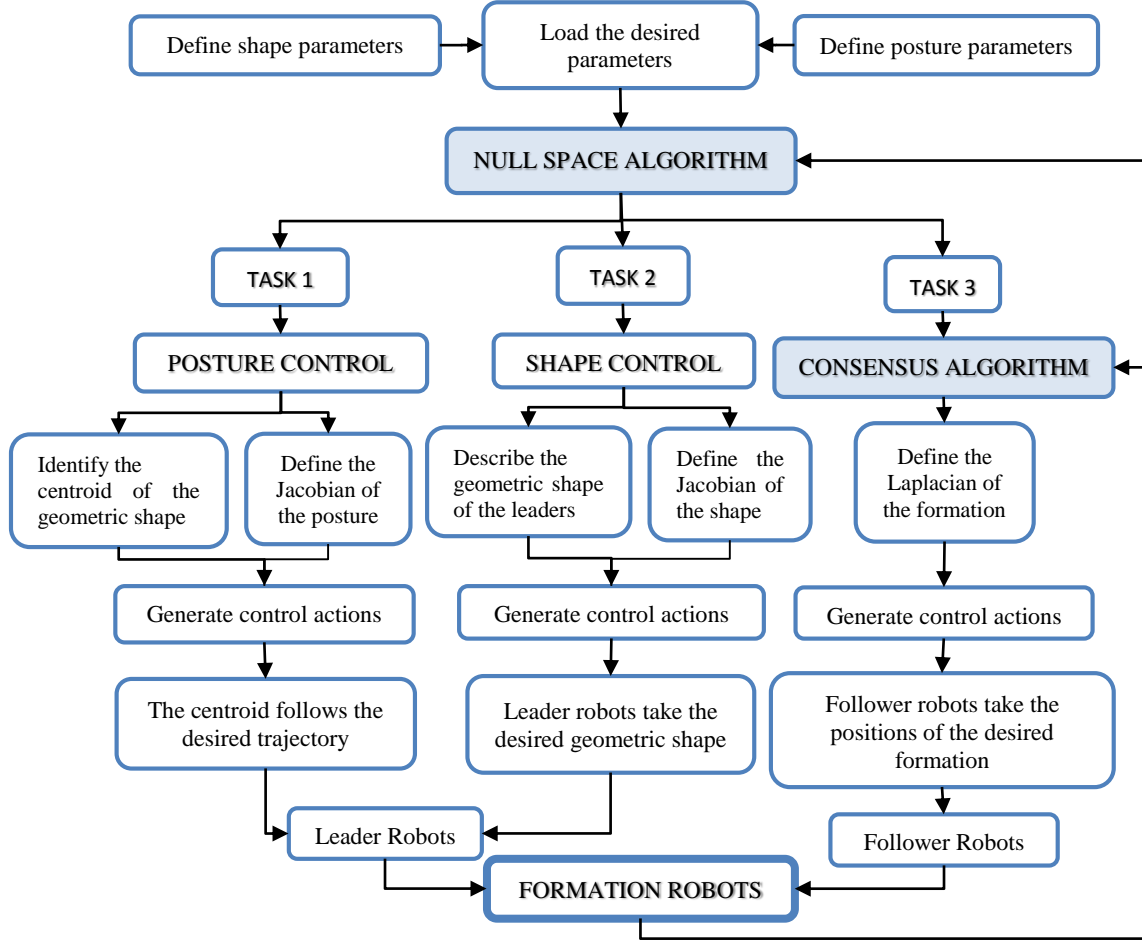 Define shape parameters
Load the desired
parameters
Define posture parameters
NULL SPACE ALGORITHM
TASK 1
TASK 2
TASK 3
POSTURE CONTROL
SHAPE CONTROL
CONSENSUS ALGORITHM
Identify the
centroid of the
geometric shape
Define the
Jacobian of
the posture
Describe the
geometric shape
of the leaders
Define the
Jacobian of
the shape
Define the
Laplacian of
the formation
Generate control actions
Generate control actions
Generate control actions
The centroid follows the
desired trajectory
Leader robots take the
desired geometric shape
Follower robots take the
positions of the desired
formation
Leader Robots
Follower Robots
FORMATION ROBOTS